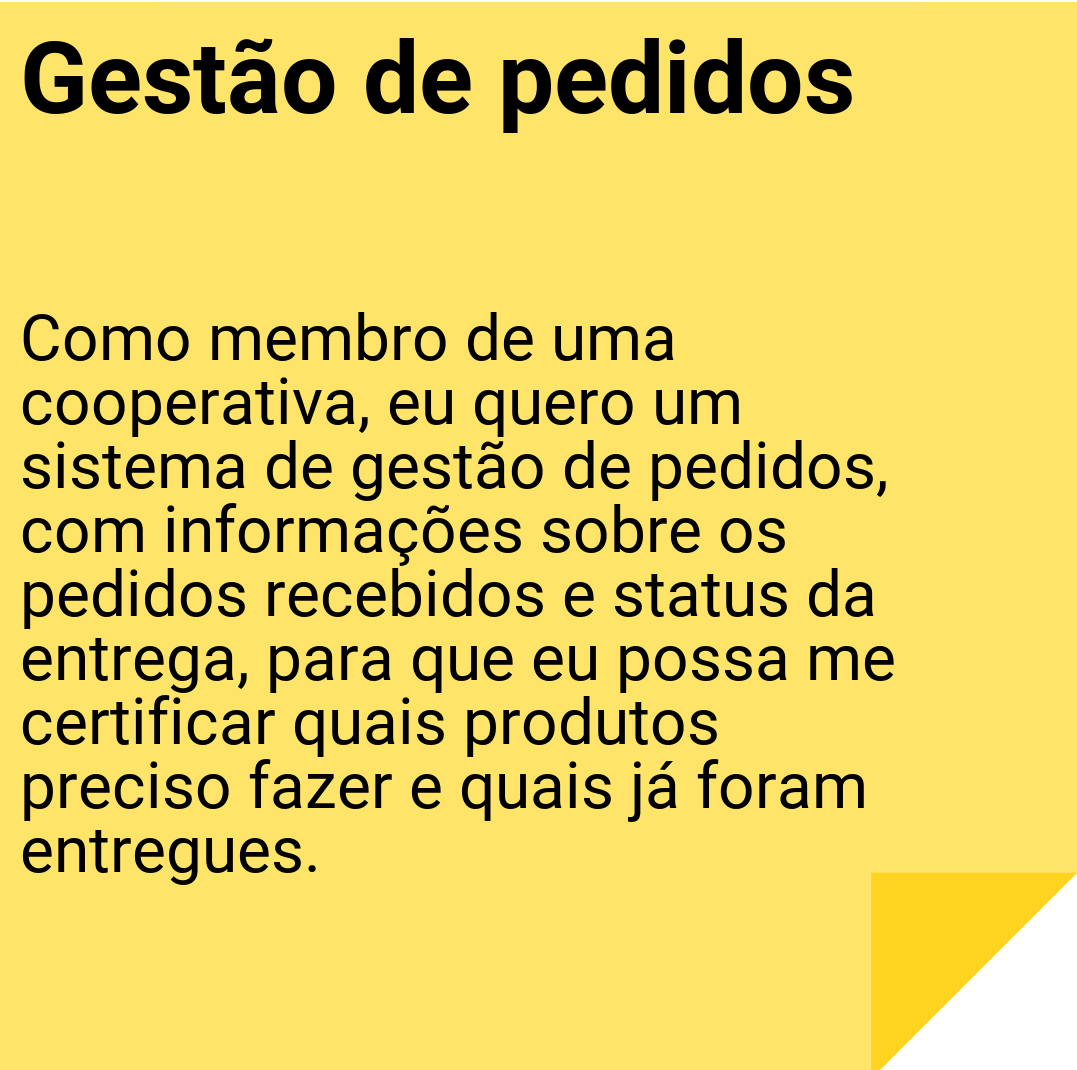 Gestão de pedidos
Como membro de uma
cooperativa, eu quero um
sistema de gestão de pedidos,
com informações sobre os
pedidos recebidos e status da
entrega, para que eu possa me
certificar quais produtos
preciso fazer e quais já foram
entregues.